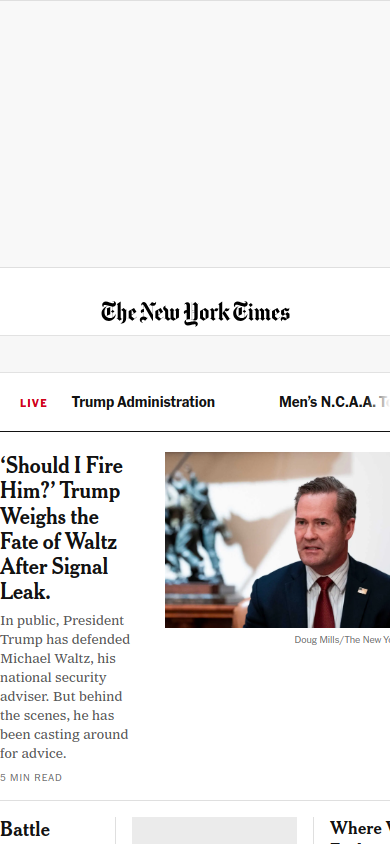 The New York Times
LIVE
Trump Administration
Men’s N.C.A.A.
‘Should I Fire
Him?’ Trump
Weighs the
Fate of Waltz
After Signal
Leak.
In public, President
Trump has defended
Michael Waltz, his
national security
adviser. But behind
the scenes, he has
been casting around
for advice.
5 MIN READ
Doug Mills/The New
Battle
Where